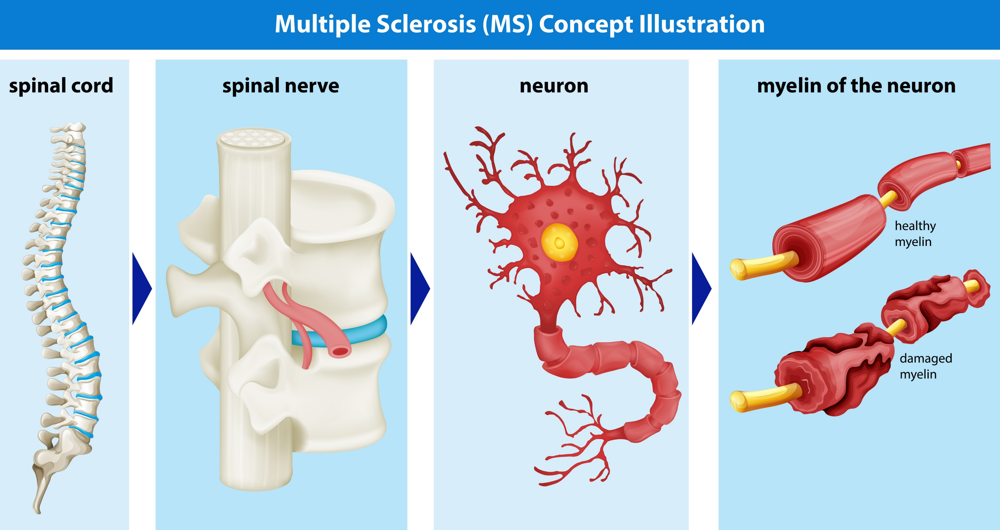 Multiple Sclerosis (MS) Concept Illustration
spinal cord
spinal nerve
neuron
myelin of the neuron
healthy
myelin
damaged
myelin